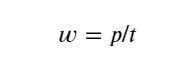 w = p/t